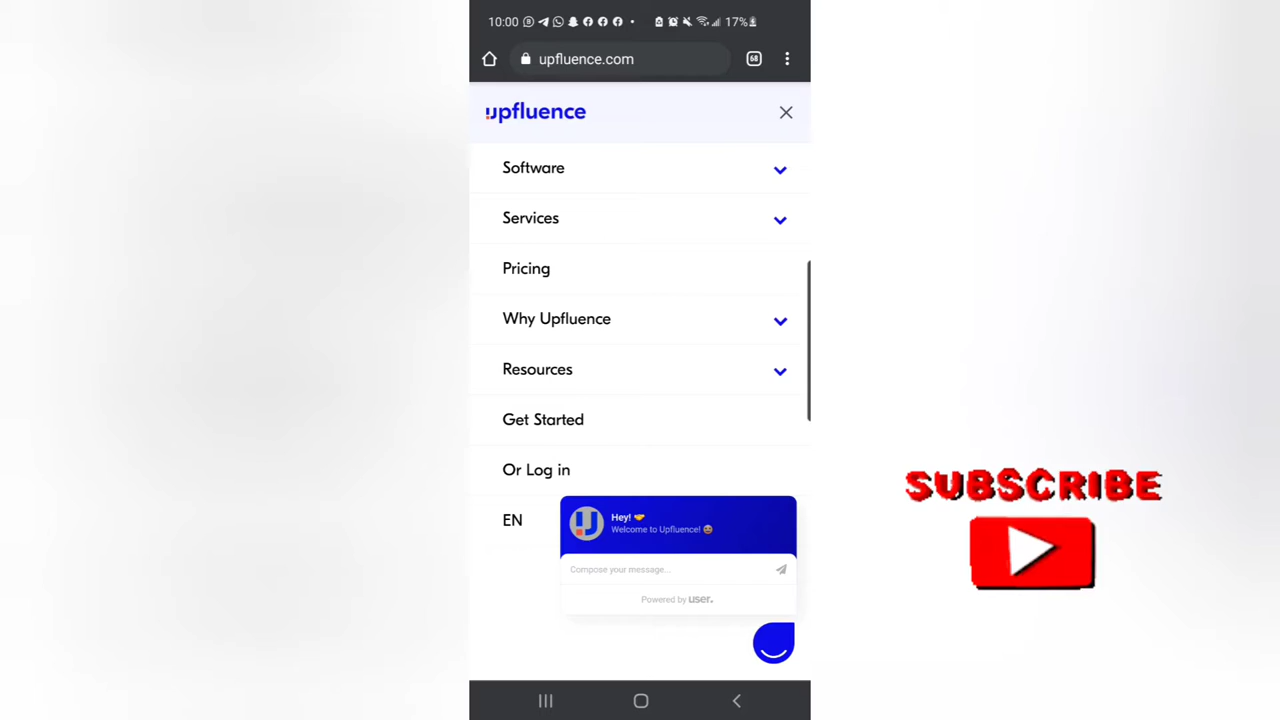 10:00 17%
upfluence.com 68
upfluence
Software
Services
Pricing
Why Upfluence
Resources
Get Started
Or Log in
EN
Hey!
Welcome to Upfluence!
Compose your message...
Powered by user.
SUBSCRIBE